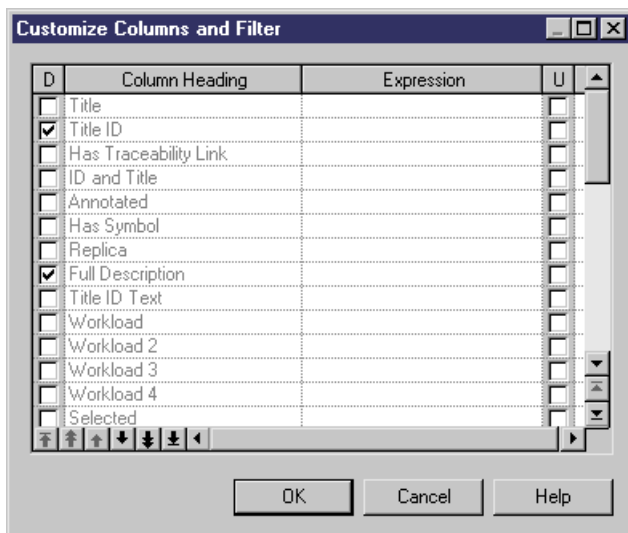 Customize Columns and Filter
D Column Heading Expression U
Title
Title ID
Has Traceability Link
ID and Title
Annotated
Has Symbol
Replica
Full Description
Title ID Text
Workload
Workload 2
Workload 3
Workload 4
Selected
OK Cancel Help